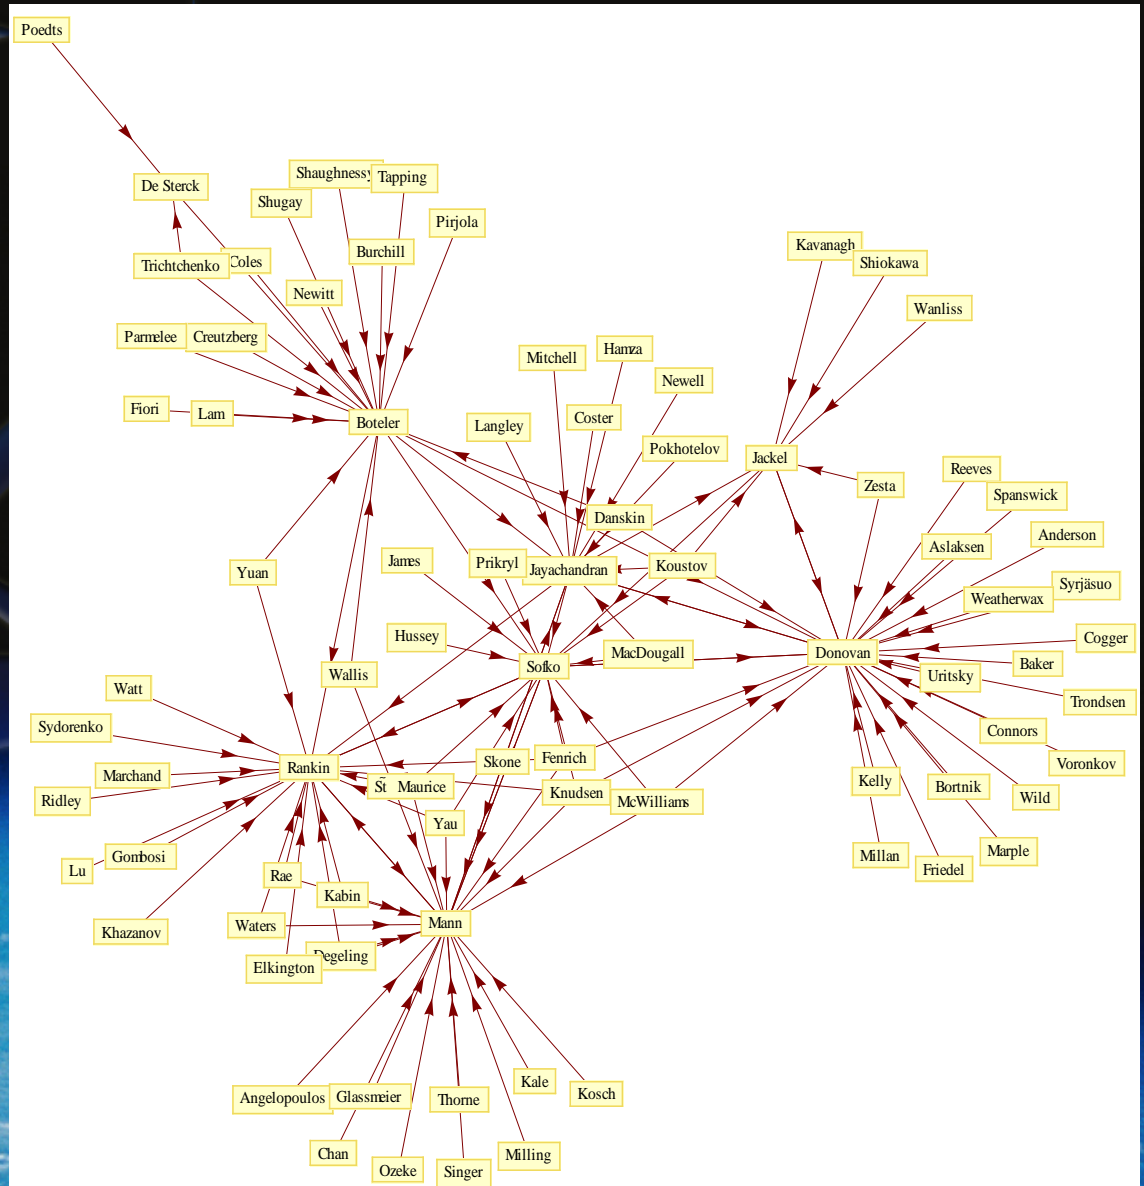 Poedts
De Sterck
Shaughnessy
Tapping
Shugay
Pirjola
Burchill
Trichtchenko
Coles
Newitt
Parmelee
Creutzberg
Fiori
Lam
Boteler
Kavanagh
Shiokawa
Wanliss
Mitchell
Hamza
Newell
Coster
Langley
Pokhotelov
Jackel
Zesta
Reeves
Spanswick
Danskin
Anderson
Aslaksen
Yuan
James
Prikryl
Jayachandran
Koustov
Syrjäsuo
Weatherwax
Hussey
Sofko
MacDougall
Donovan
Cogger
Baker
Wallis
Uritsky
Trondsen
Watt
Sydorenko
Connors
Voronkov
Rankin
Skone
Fenrich
Marchand
Ridley
St Maurice
Knudsen
McWilliams
Kelly
Bortnik
Wild
Yau
Gombosi
Lu
Millan
Friedel
Marple
Rae
Kabin
Khazanov
Waters
Mann
Degeling
Elkington
Angelopoulos
Glassmeier
Thorne
Kale
Kosch
Chan
Ozeke
Singer
Milling